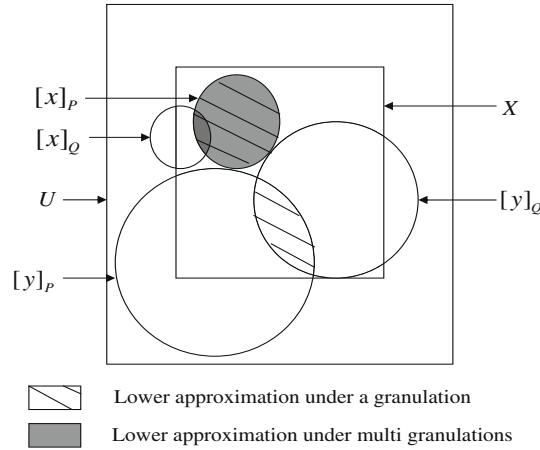 [x]_P
[x]_Q
X
U
[y]_Q
[y]_P
Lower approximation under a granulation
Lower approximation under multi granulations